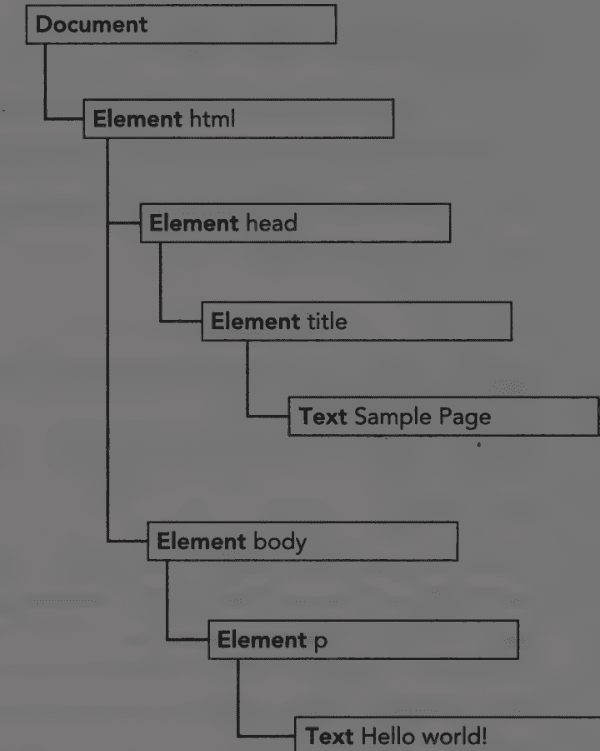 Document
Element html
Element head
Element title
Text Sample Page
Element body
Element p
Text Hello world!